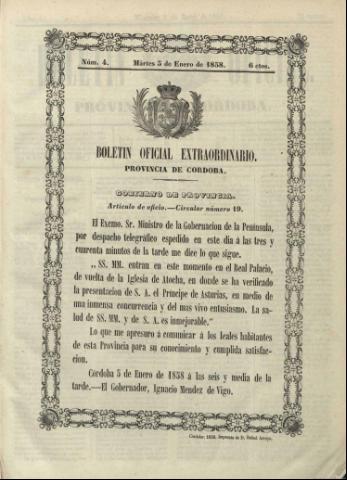 Núm. 4. Mártes 5 de Enero de 1858. 6 ctos.
BOLETIN OFICIAL EXTRAORDINARIO.
PROVINCIA DE CORDOBA.
GOBIERNO DE PROVINCIA.
Artículo de oficio.—Circular número 19.
El Excmo. Sr. Ministro de la Gobernacion de la Península,
por despacho telegráfico espedido en este dia á las tres y
cuarenta minutos de la tarde me dice lo que sigue.
„SS. MM. entran en este momento en el Real Palacio,
de vuelta de la Iglesia de Atocha, en donde se ha verificado
la presentacion de S. A. el Príncipe de Asturias, en medio de
una inmensa concurrencia y del mas vivo entusiasmo. La sa-
lud de SS. MM. y de S. A. es inmejorable."
Lo que me apresuro á comunicar á los leales habitantes
de esta Provincia para su conocimiento y cumplida satisfac-
cion.
Córdoba 5 de Enero de 1858 á las seis y media de la
tarde.—El Gobernador, Ignacio Mendez de Vigo.
Cordoba: 1858. Imprenta de D. Rafael Arroyo.